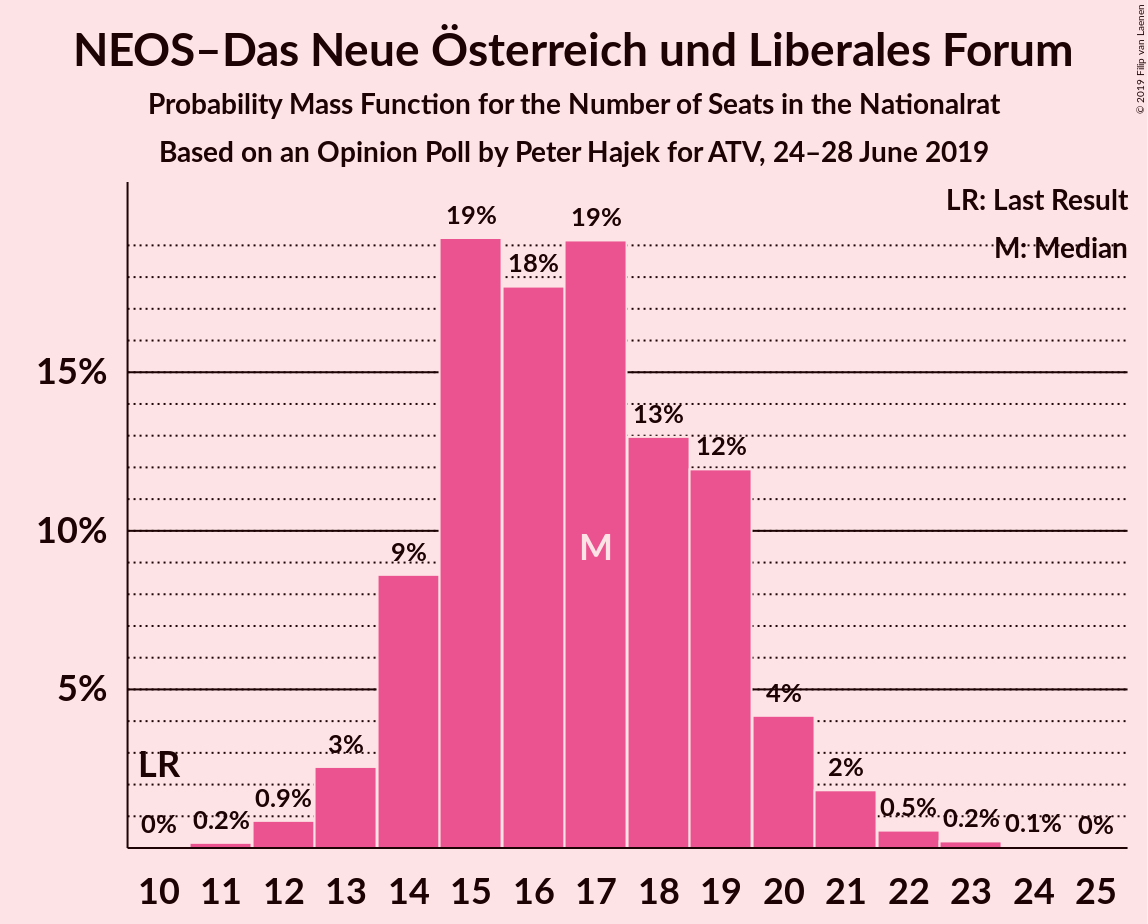 NEOS–Das Neue Österreich und Liberales Forum
Probability Mass Function for the Number of Seats in the Nationalrat
Based on an Opinion Poll by Peter Hajek for ATV, 24–28 June 2019
© 2019 Filip van Laenen
LR: Last Result
M: Median
19%
19%
18%
15%
13%
12%
10%
9%
M
5%
4%
3%
LR
2%
0.9%
0.5%
0% 0.2% 0.2% 0.1% 0%
10 11 12 13 14 15 16 17 18 19 20 21 22 23 24 25